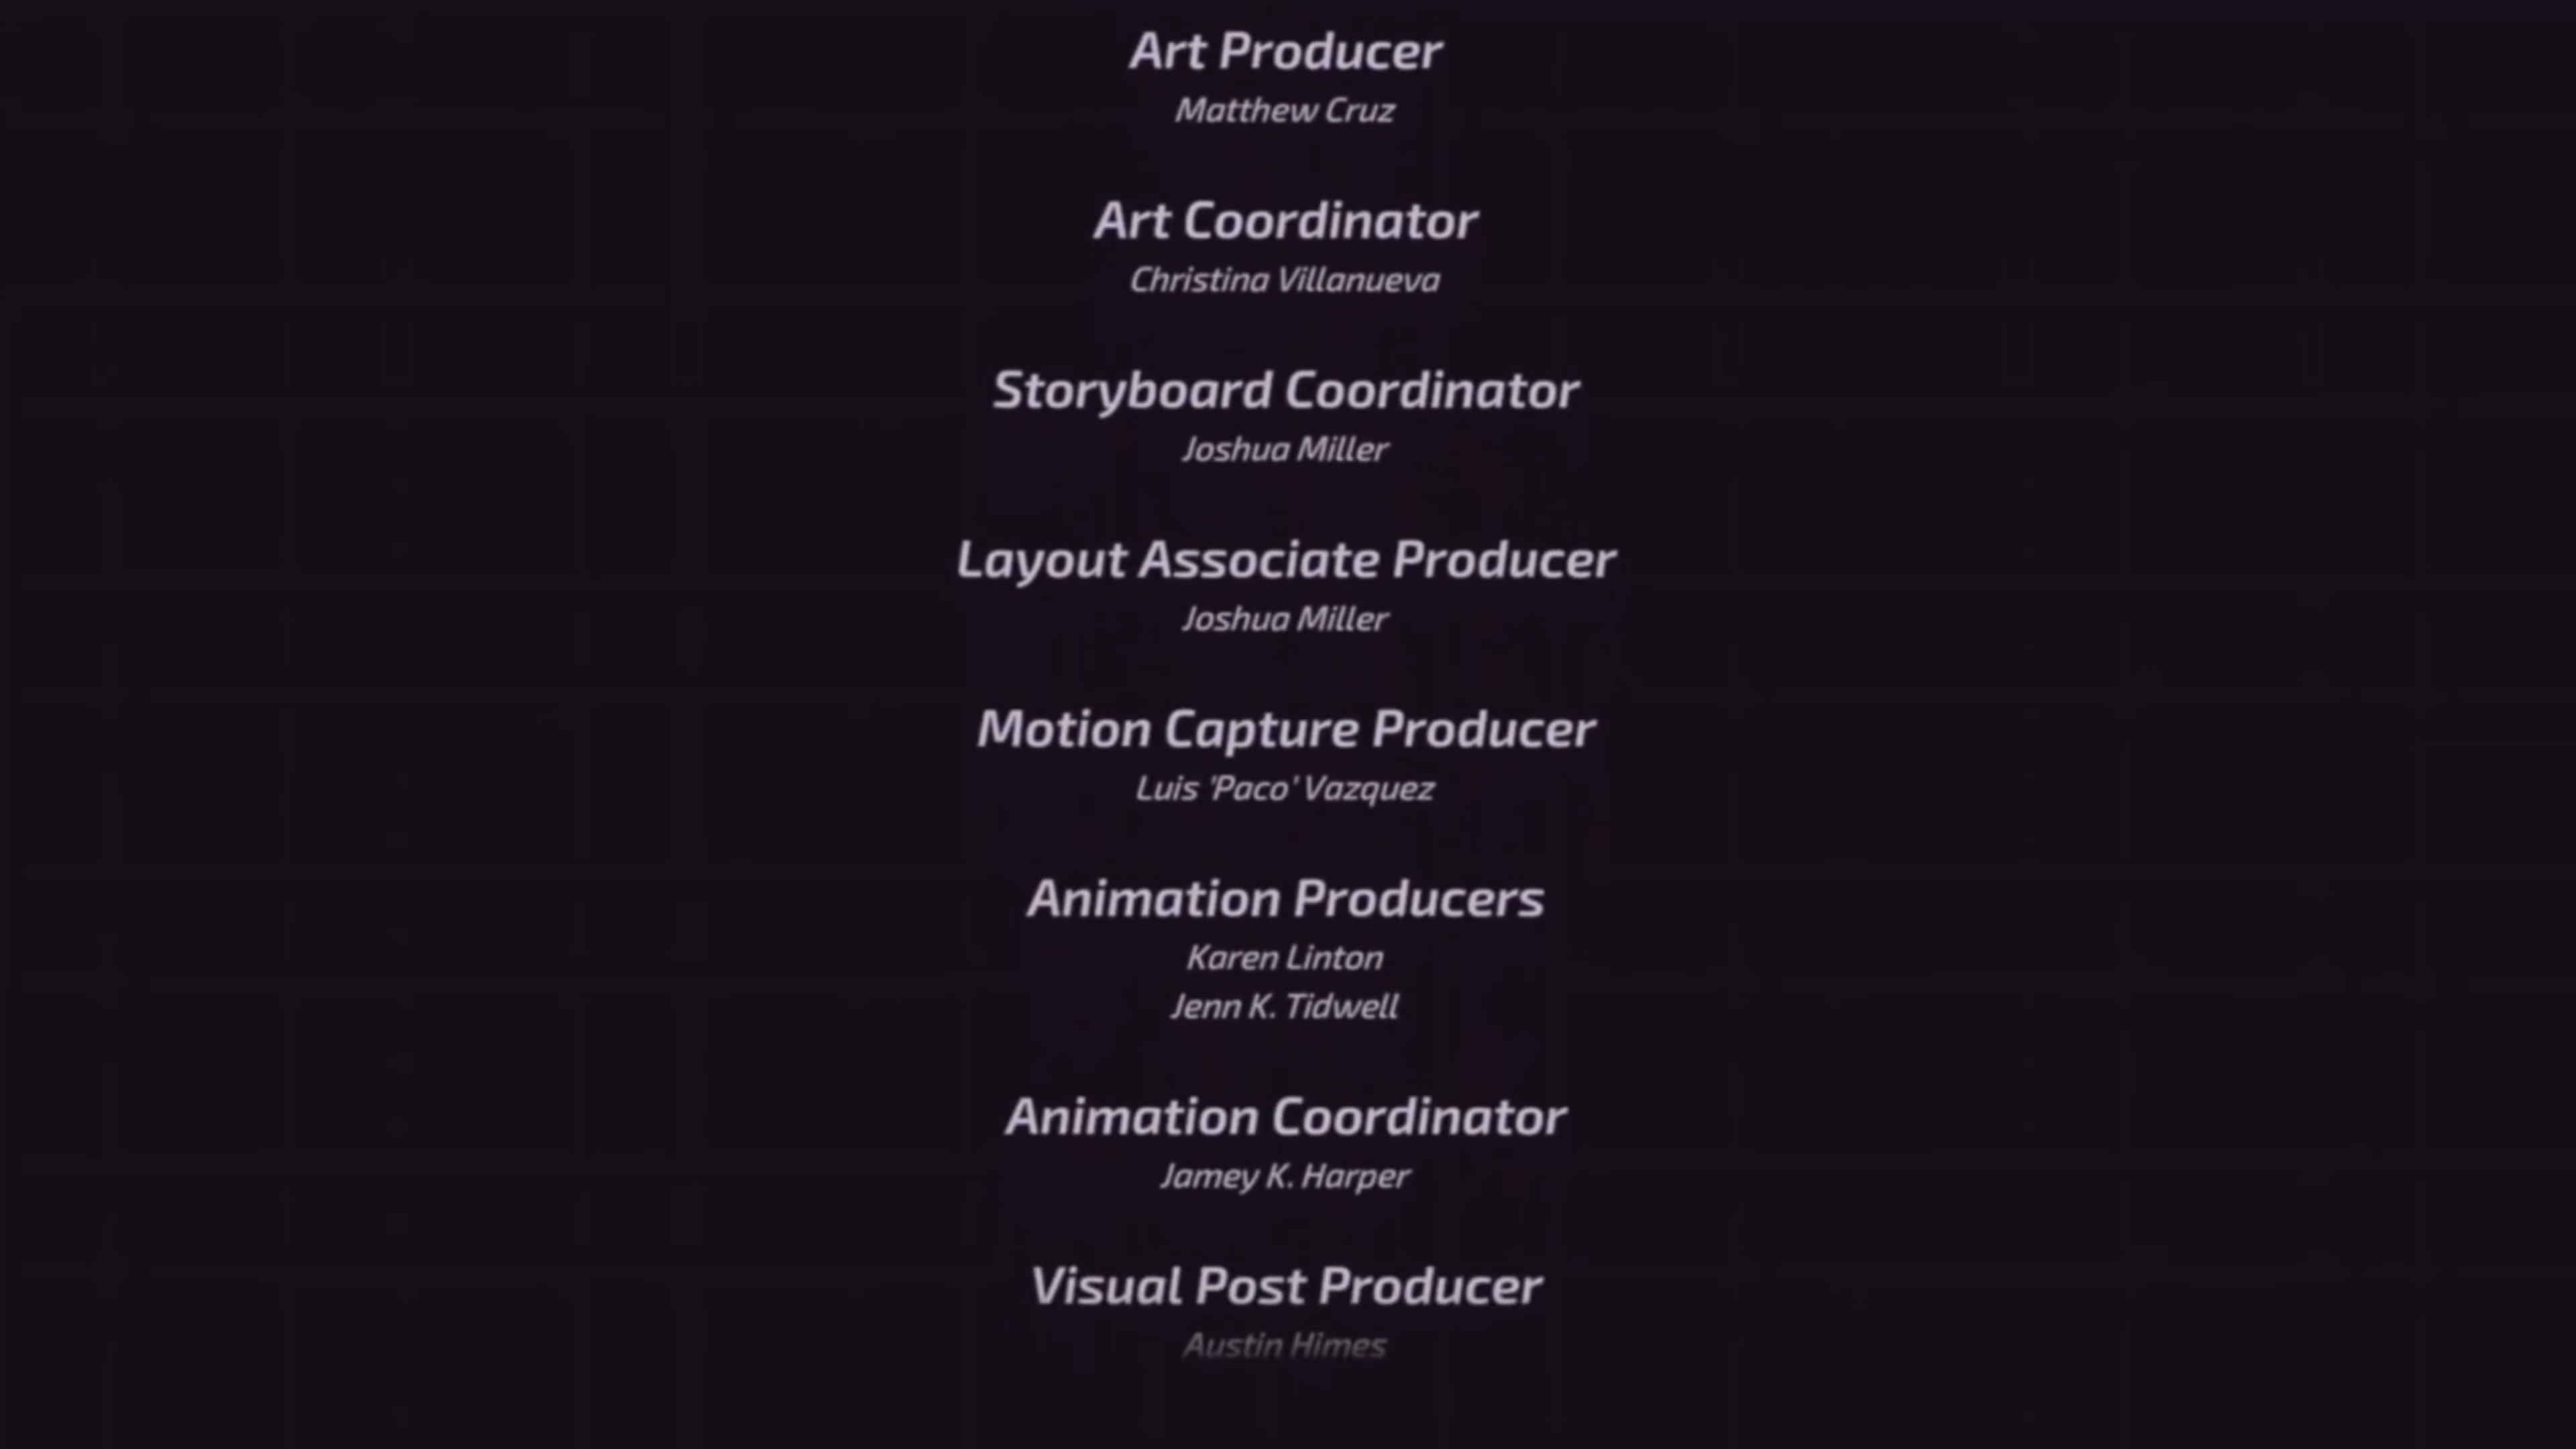 Art Producer
Matthew Cruz
Art Coordinator
Christina Villanueva
Storyboard Coordinator
Joshua Miller
Layout Associate Producer
Joshua Miller
Motion Capture Producer
Luis 'Paco' Vazquez
Animation Producers
Karen Linton
Jenn K. Tidwell
Animation Coordinator
Jamey K. Harper
Visual Post Producer
Austin Himes